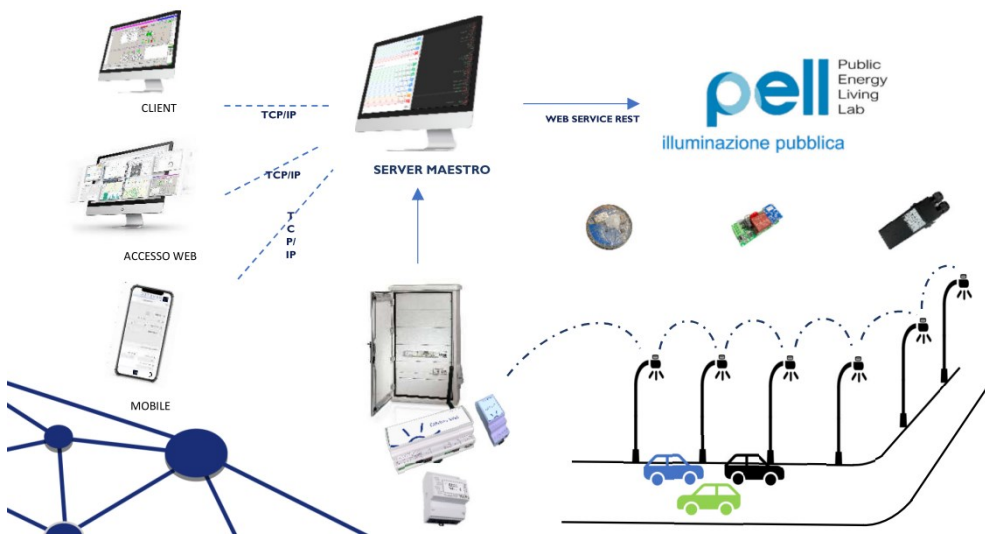 CLIENT
TCP/IP
WEB SERVICE REST
pell
Public
Energy
Living
Lab
illuminazione pubblica
TCP/IP
SERVER MAESTRO
T
C
P/
IP
ACCESSO WEB
MOBILE